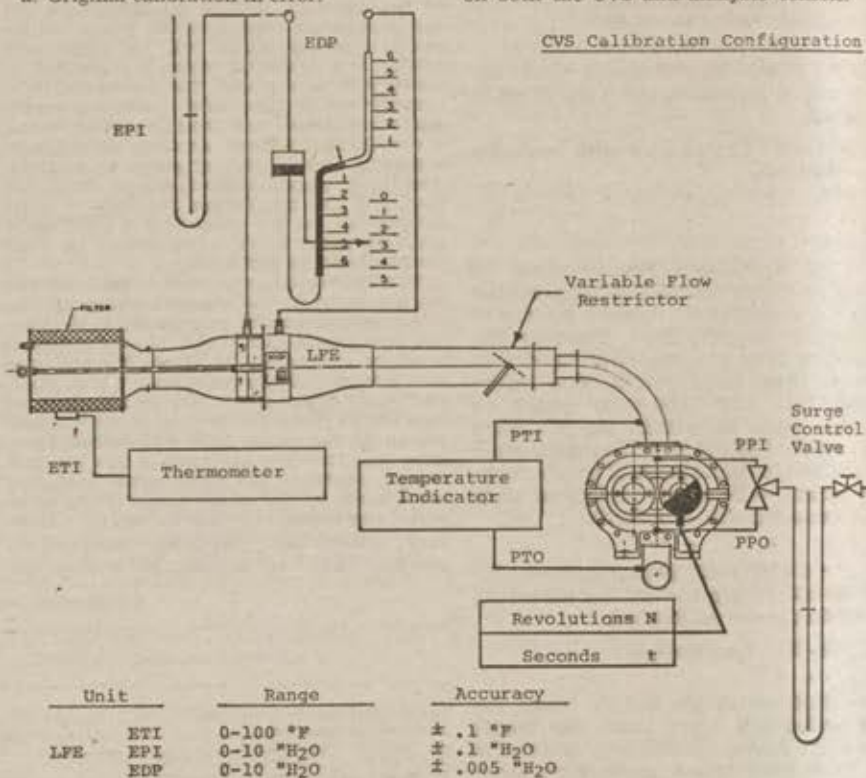 CVS Calibration Configuration
EDP
6
5
4
3
2
1
EPI
1
2
3
4
5
6
0
1
2
3
4
5
Variable Flow
Restrictor
FILTER
LFE
Surge
Control
Valve
PTI
PPI
ETI
Thermometer
Temperature
Indicator
PTO
PPO
Revolutions N
Seconds t
Unit Range Accuracy
ETI 0-100 °F ± .1 °F
LFE EPI 0-10 "H2O ± .1 "H2O
EDP 0-10 "H2O ± .005 "H2O